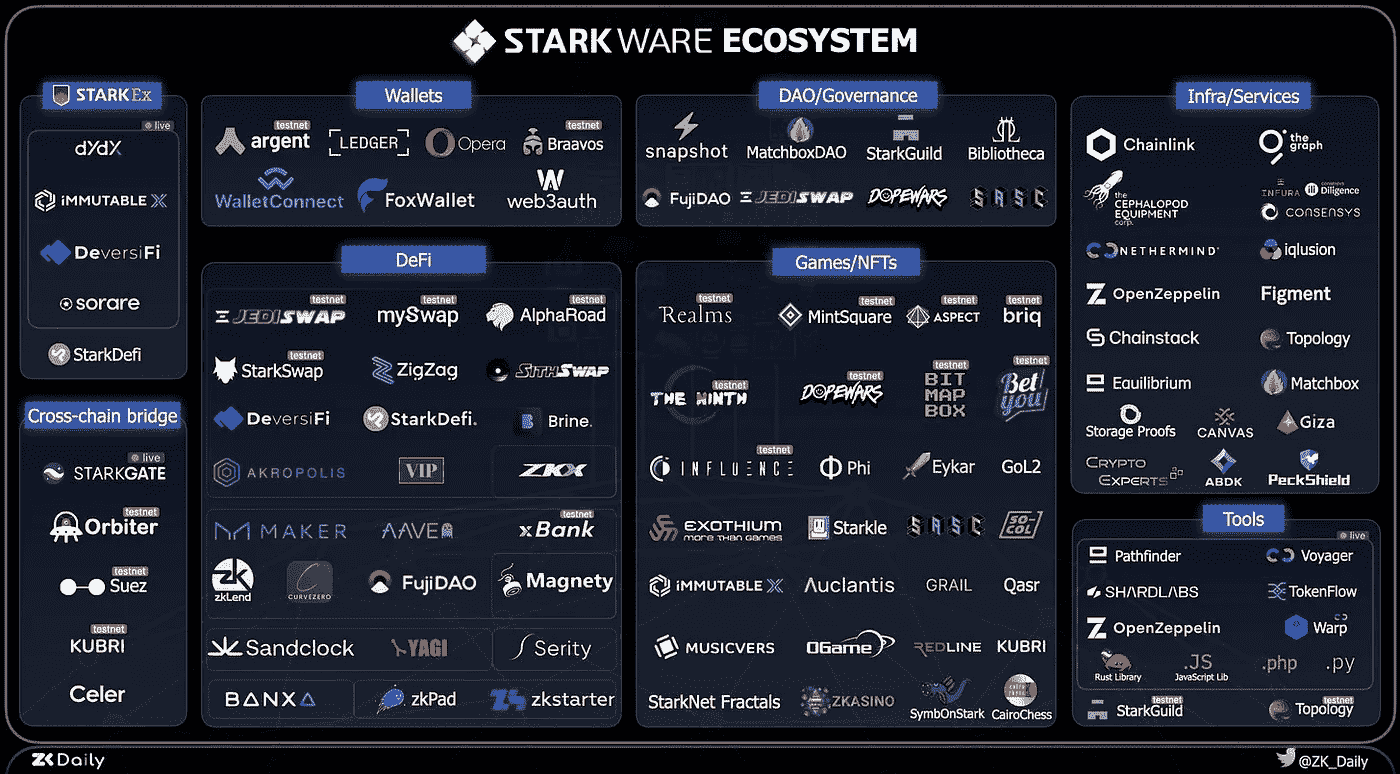 STARKWARE ECOSYSTEM
STARKEx
live
dYdX
iMMUTABLE X
DeversiFi
sorare
StarkDefi
Cross-chain bridge
live
STARKGATE
testnet
Orbiter
testnet
Suez
testnet
KUBRI
Celer
Wallets
testnet
argent
LEDGER
Opera
testnet
Braavos
WalletConnect
FoxWallet
web3auth
DAO/Governance
snapshot
MatchboxDAO
StarkGuild
Bibliotheca
FujiDAO
JEDISWAP
DOPEWARS
SASC
DeFi
testnet
JEDISWAP
testnet
mySwap
testnet
AlphaRoad
testnet
StarkSwap
ZigZag
SITHSWAP
DeversiFi
StarkDefi.
Brine.
AKROPOLIS
VIP
ZKX
MAKER
AAVE
testnet
xBank
zk
zkLend
CURVEZERO
FujiDAO
Magnety
Sandclock
YAGI
Serity
BANXA
zkPad
zkstarter
Games/NFTs
testnet
Realms
testnet
MintSquare
testnet
ASPECT
testnet
briq
testnet
THE NINTH
testnet
DOPEWARS
testnet
BIT
MAP
BOX
testnet
Bet
you
testnet
INFLUENCE
Phi
Eykar
GoL2
EXOTHIUM
MORE THAN GAMES
Starkle
SASC
SO-
COL
iMMUTABLE X
Auclantis
GRAIL
Qasr
MUSICVERS
OGame
REDLINE
KUBRI
StarkNet Fractals
ZKASINO
SymbOnStark
CairoChess
Infra/Services
Chainlink
the
graph
the
CEPHALOPOD
EQUIPMENT
corp.
INFURA
consensys
Diligence
CONSENSYS
NETHERMIND
iqlusion
OpenZeppelin
Figment
Chainstack
Topology
Equilibrium
Matchbox
Storage Proofs
CANVAS
Giza
CRYPTO
EXPERTS
ABDK
PeckShield
Tools
live
Pathfinder
Voyager
SHARDLABS
TokenFlow
OpenZeppelin
Warp
Rust Library
.JS
JavaScript Lib
.php
.py
testnet
StarkGuild
testnet
Topology
ZK Daily
@ZK_Daily